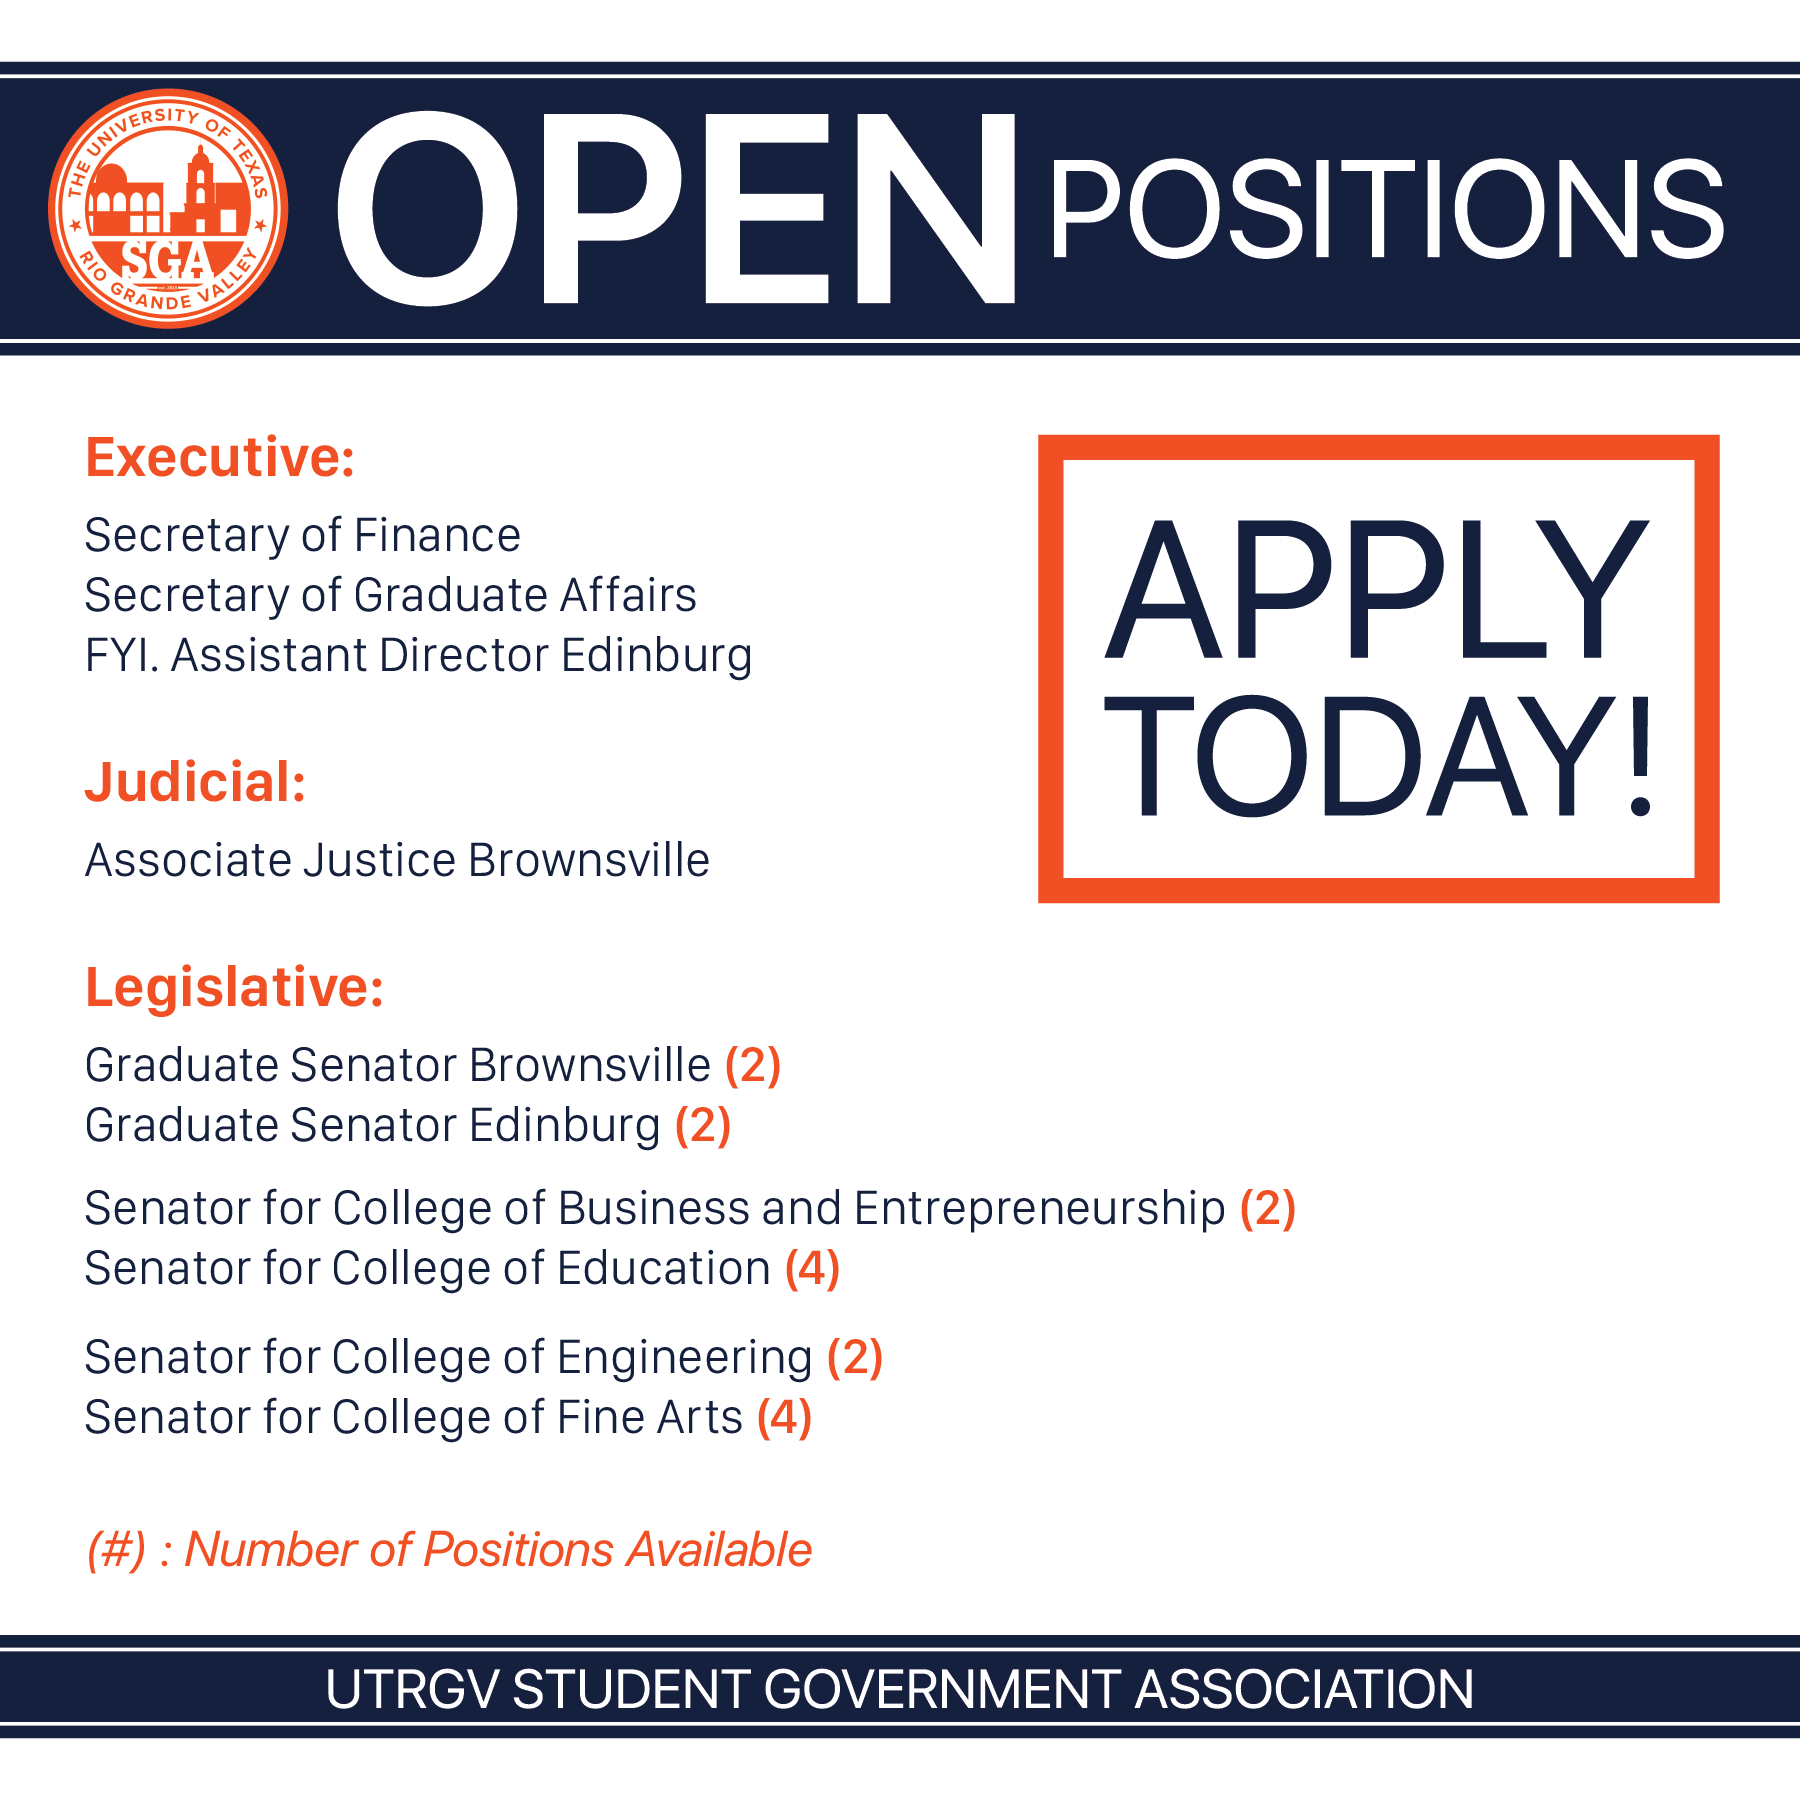 THE UNIVERSITY OF TEXAS
RIO GRANDE VALLEY
SGA
OPEN POSITIONS
Executive:
Secretary of Finance
Secretary of Graduate Affairs
FYI. Assistant Director Edinburg
APPLY
TODAY!
Judicial:
Associate Justice Brownsville
Legislative:
Graduate Senator Brownsville (2)
Graduate Senator Edinburg (2)
Senator for College of Business and Entrepreneurship (2)
Senator for College of Education (4)
Senator for College of Engineering (2)
Senator for College of Fine Arts (4)
(#) : Number of Positions Available
UTRGV STUDENT GOVERNMENT ASSOCIATION